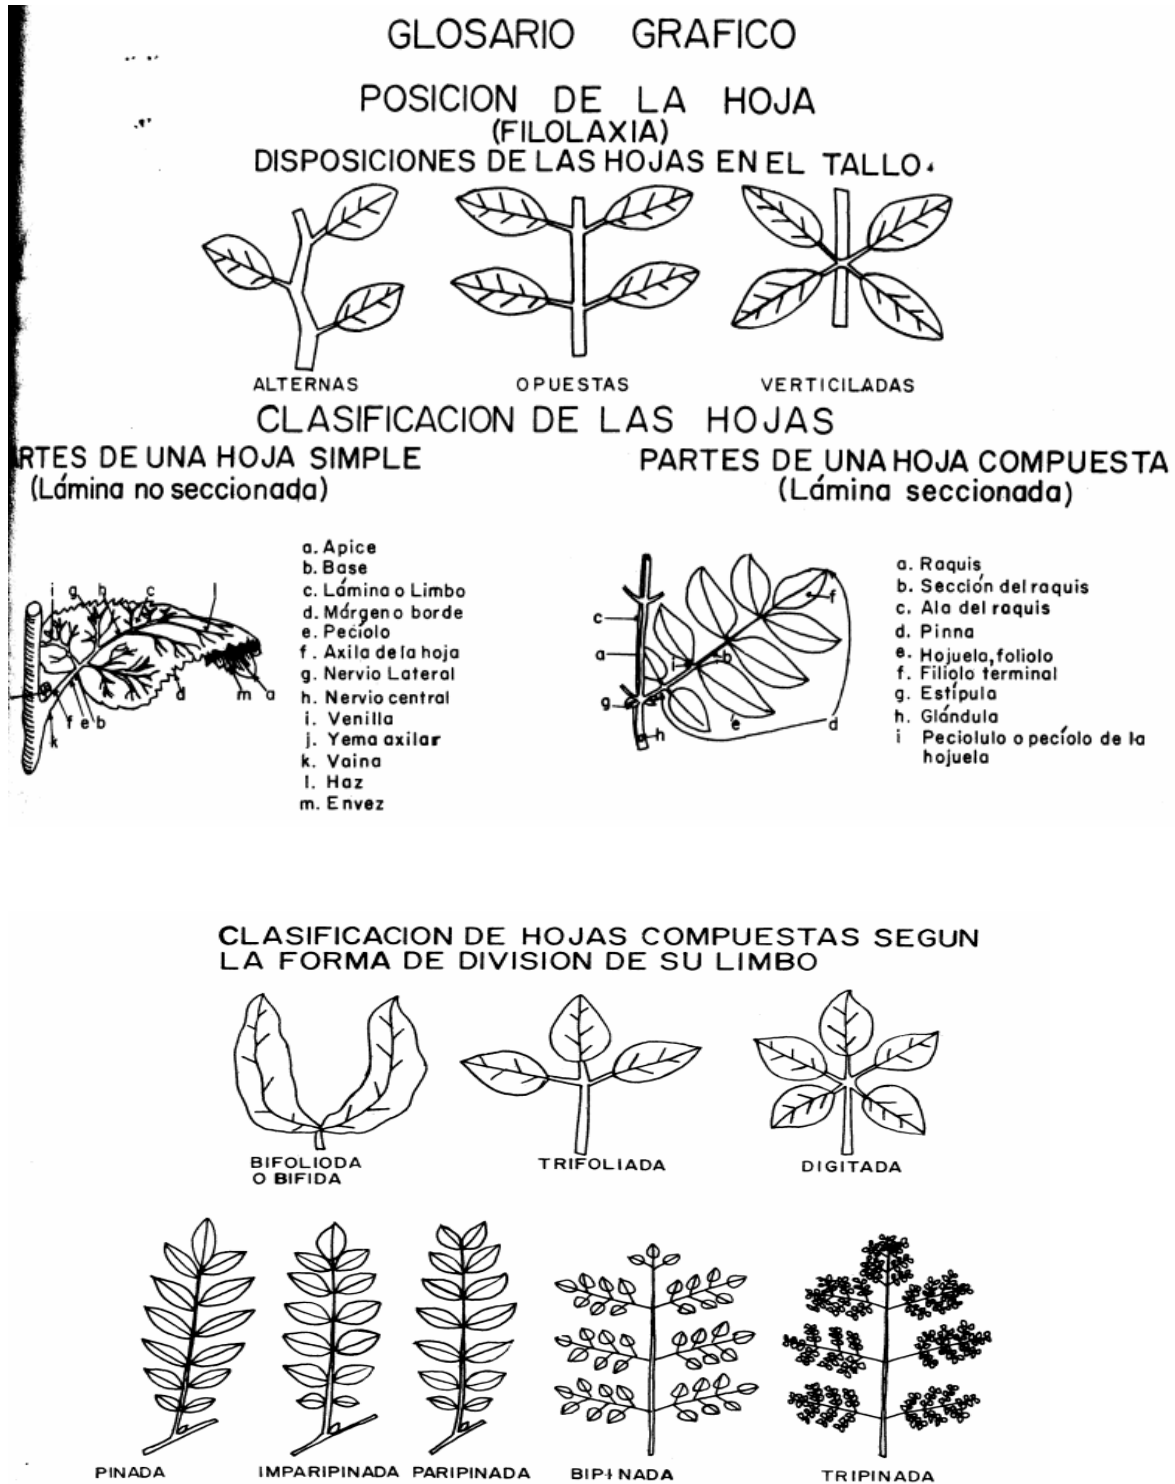 GLOSARIO GRAFICO
POSICION DE LA HOJA
(FILOLAXIA)
DISPOSICIONES DE LAS HOJAS EN EL TALLO.
ALTERNAS
OPUESTAS
VERTICILADAS
CLASIFICACION DE LAS HOJAS
RTES DE UNA HOJA SIMPLE
(Lámina no seccionada)
i g h c l
d m a
f e b
k
a. Apice
b. Base
c. Lámina o Limbo
d. Márgen o borde
e. Pecíolo
f. Axila de la hoja
g. Nervio Lateral
h. Nervio central
i. Venilla
j. Yema axilar
k. Vaina
l. Haz
m. Envez
PARTES DE UNA HOJA COMPUESTA
(Lámina seccionada)
f
c
a
i b
g
e d
h
a. Raquis
b. Sección del raquis
c. Ala del raquis
d. Pinna
e. Hojuela, foliolo
f. Filiolo terminal
g. Estípula
h. Glándula
i Peciolulo o pecíolo de la
hojuela
CLASIFICACION DE HOJAS COMPUESTAS SEGUN
LA FORMA DE DIVISION DE SU LIMBO
BIFOLIODA
O BIFIDA
TRIFOLIADA
DIGITADA
PINADA
IMPARIPINADA
PARIPINADA
BIPINADA
TRIPINADA